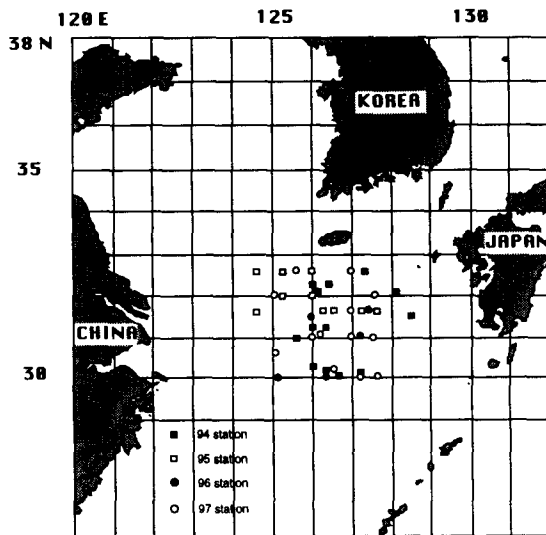 120 E 125 130
38 N
KOREA
35
JAPAN
CHINA
30
94 station
95 station
96 station
97 station